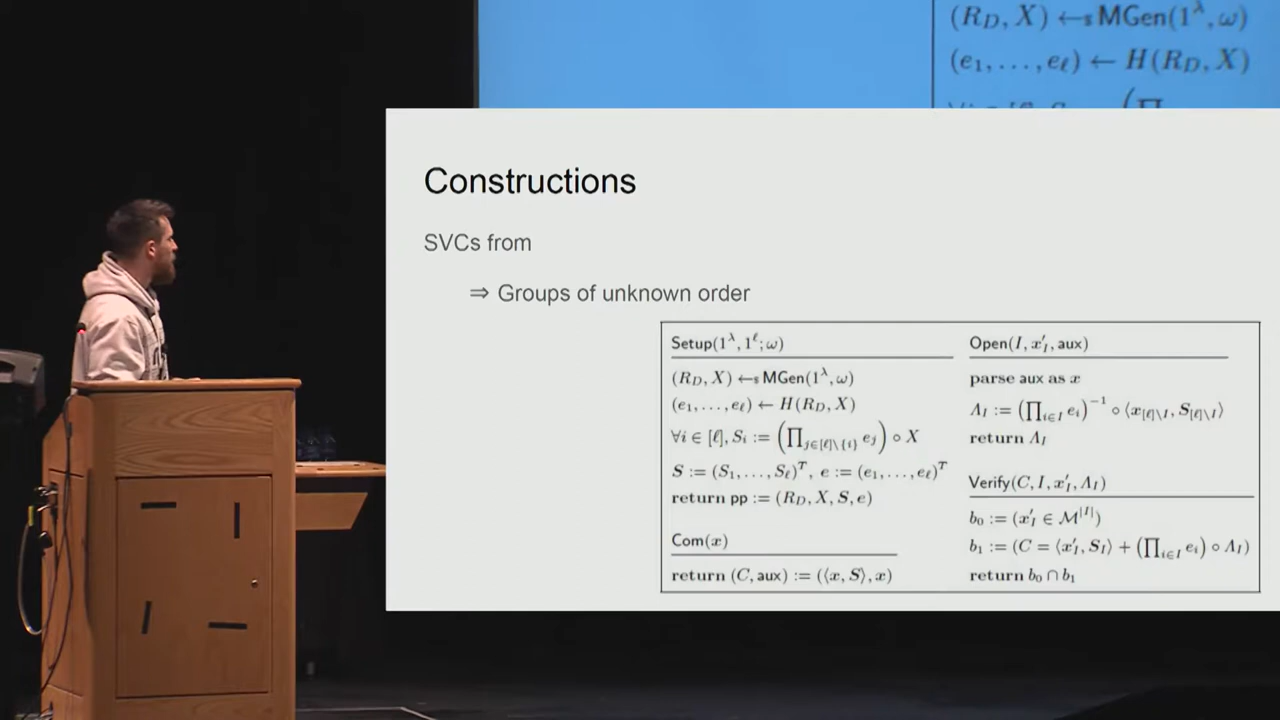 (R_D, X) ←$ MGen(1^λ, ω)
(e_1, …, e_ℓ) ← H(R_D, X)
Constructions
SVCs from
⇒ Groups of unknown order
Setup(1^λ, 1^ℓ; ω)
(R_D, X) ←$ MGen(1^λ, ω)
(e_1, …, e_ℓ) ← H(R_D, X)
∀i ∈ [ℓ], S_i := (∏_{j∈[ℓ]\{i}} e_j) ∘ X
S := (S_1, …, S_ℓ)^T, e := (e_1, …, e_ℓ)^T
return pp := (R_D, X, S, e)
Com(x)
return (C, aux) := (⟨x, S⟩, x)
Open(I, x'_I, aux)
parse aux as x
Λ_I := (∏_{i∈I} e_i)^{-1} ∘ ⟨x_{[ℓ]\I}, S_{[ℓ]\I}⟩
return Λ_I
Verify(C, I, x'_I, Λ_I)
b_0 := (x'_I ∈ M^{|I|})
b_1 := (C = ⟨x'_I, S_I⟩ + (∏_{i∈I} e_i) ∘ Λ_I)
return b_0 ∩ b_1